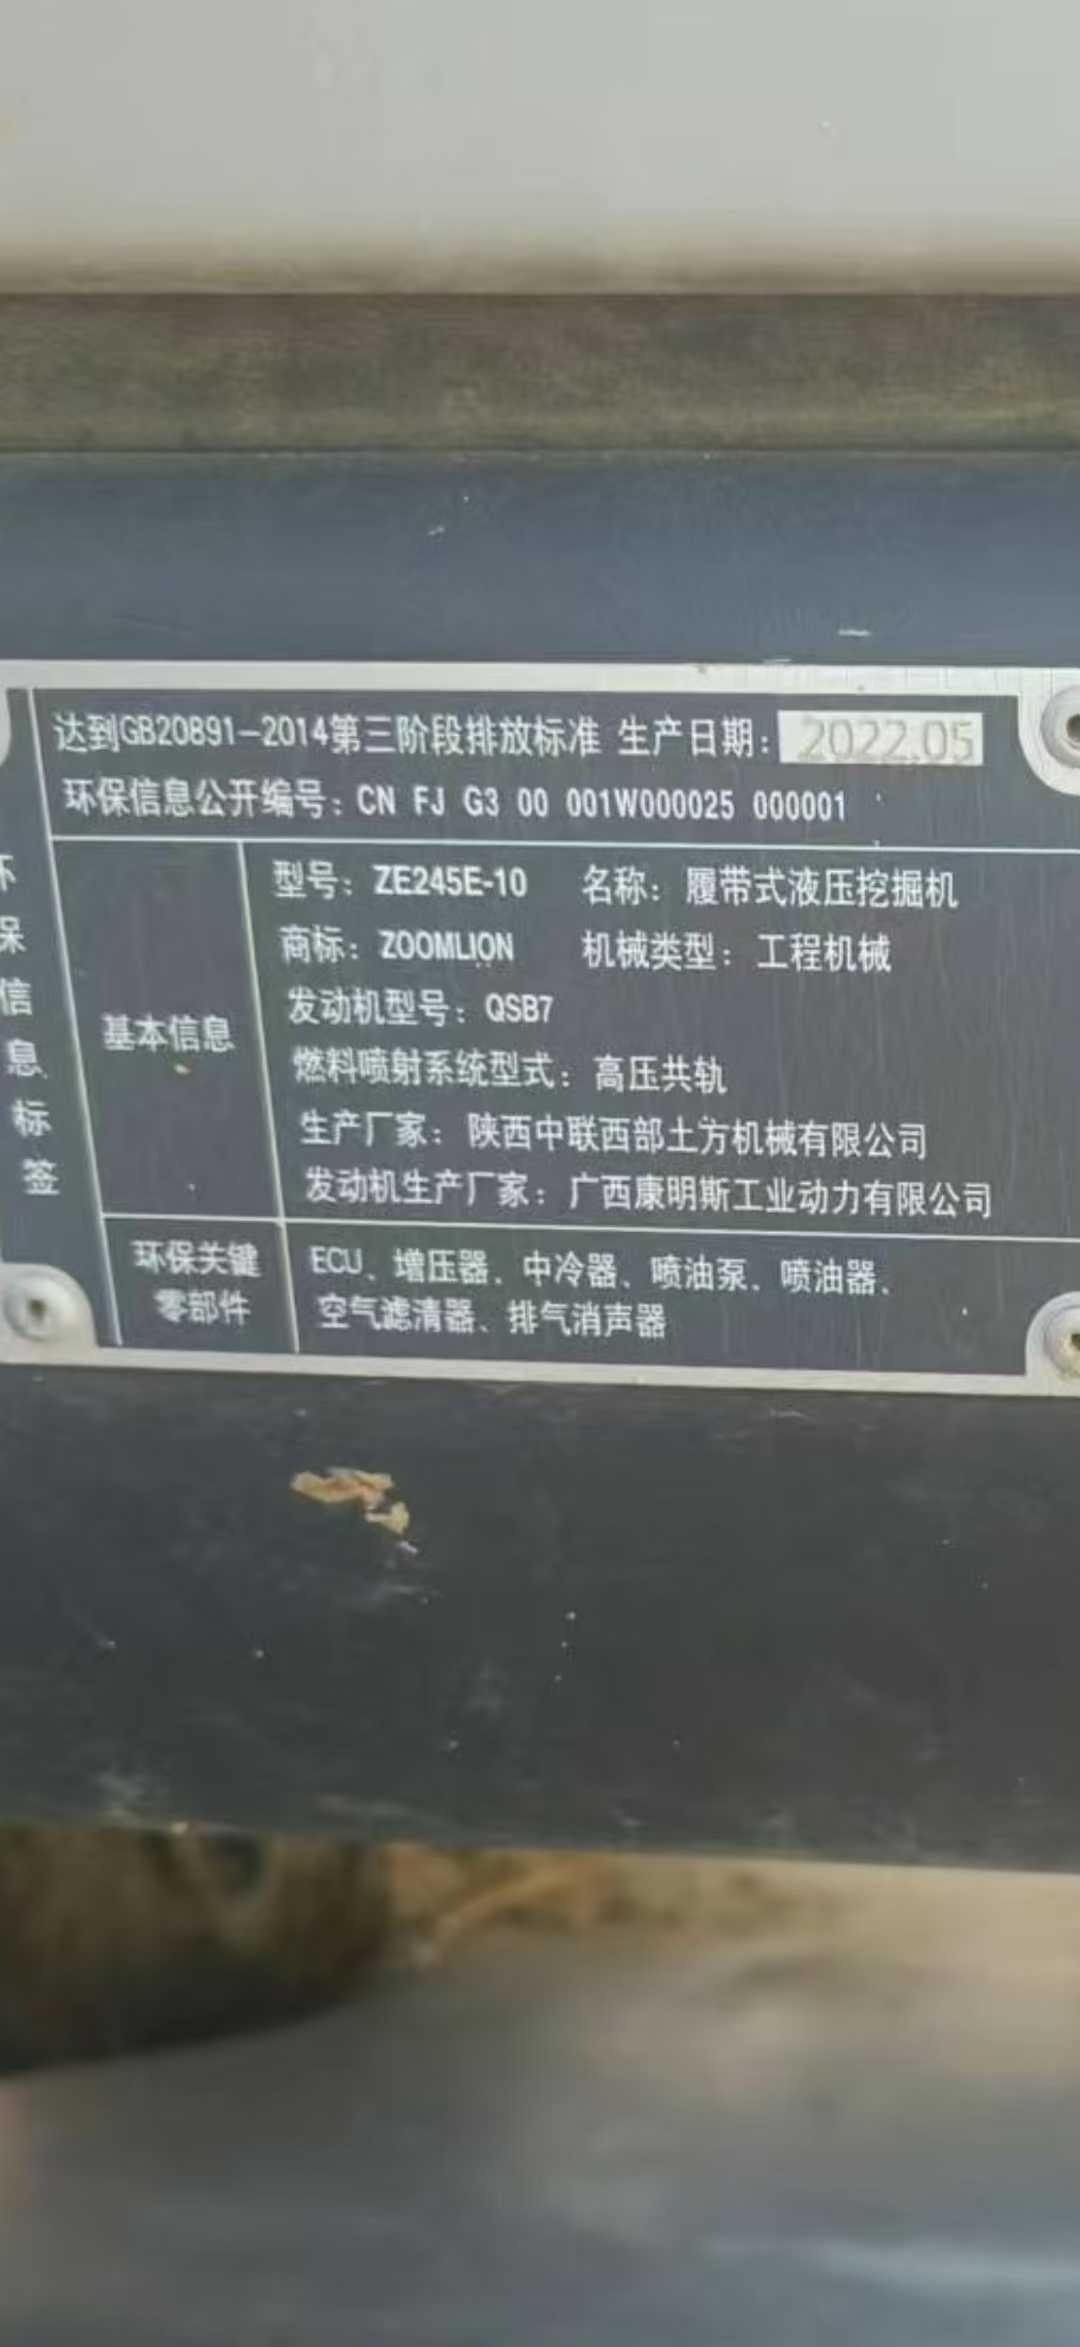 达到GB20891-2014第三阶段排放标准 生产日期: 2022.05
环保信息公开编号: CN FJ G3 00 001W000025 000001
环保信息标签
基本信息
型号: ZE245E-10 名称: 履带式液压挖掘机
商标: ZOOMLION 机械类型: 工程机械
发动机型号: QSB7
燃料喷射系统型式: 高压共轨
生产厂家: 陕西中联西部土方机械有限公司
发动机生产厂家: 广西康明斯工业动力有限公司
环保关键
零部件
ECU、增压器、中冷器、喷油泵、喷油器、
空气滤清器、排气消声器